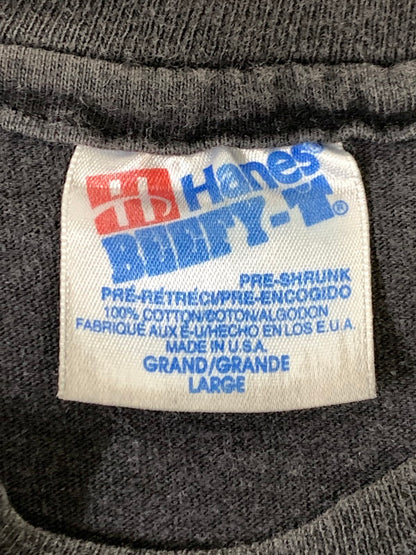 Hanes
BEEFY-T®
PRE-SHRUNK
PRÉ-RÉTRÉCI/PRE-ENCOGIDO
100% COTTON/COTON/ALGODON
FABRIQUE AUX É-U/HECHO EN LOS E.U.A.
MADE IN U.S.A.
GRAND/GRANDE
LARGE